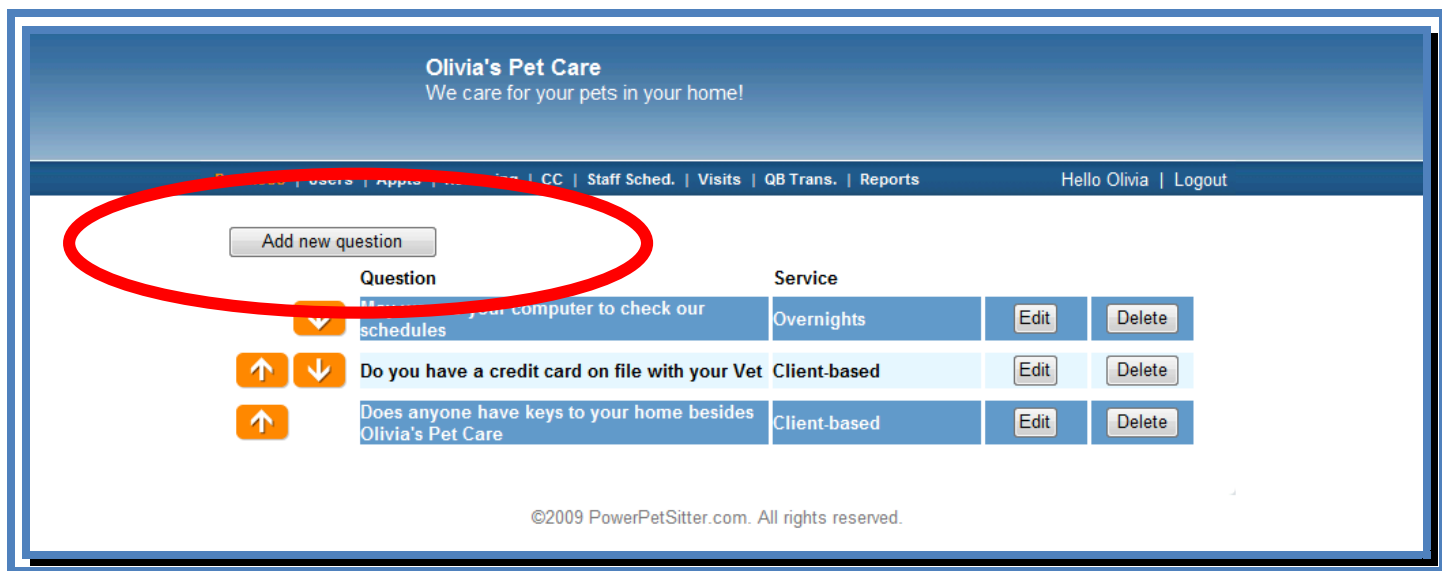 Olivia's Pet Care
We care for your pets in your home!
| Users | Appts | | CC | Staff Sched. | Visits | QB Trans. | Reports Hello Olivia | Logout
Add new question
Question Service
your computer to check our
schedules
Overnights Edit Delete
Do you have a credit card on file with your Vet Client-based Edit Delete
Does anyone have keys to your home besides
Olivia's Pet Care
Client-based Edit Delete
©2009 PowerPetSitter.com. All rights reserved.